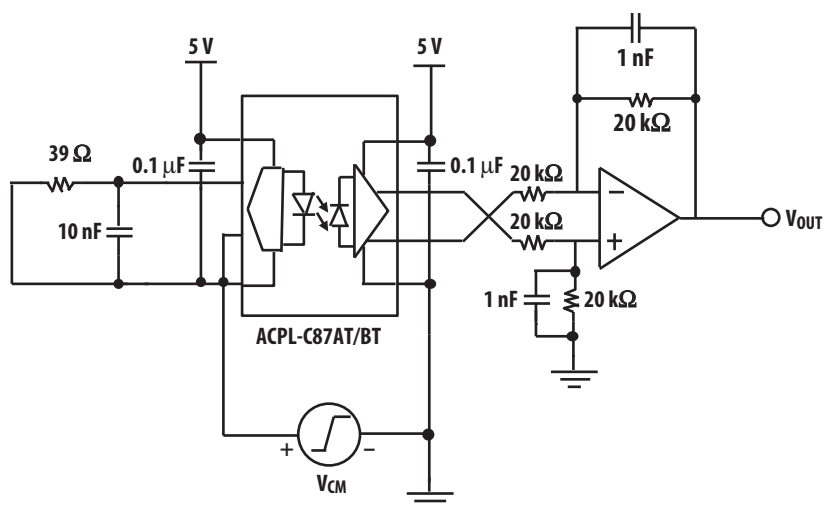 1 nF
5 V
5 V
20 kΩ
39 Ω
0.1 µF
0.1 µF
20 kΩ
−
10 nF
20 kΩ
+
VOUT
1 nF
20 kΩ
ACPL-C87AT/BT
+
−
VCM